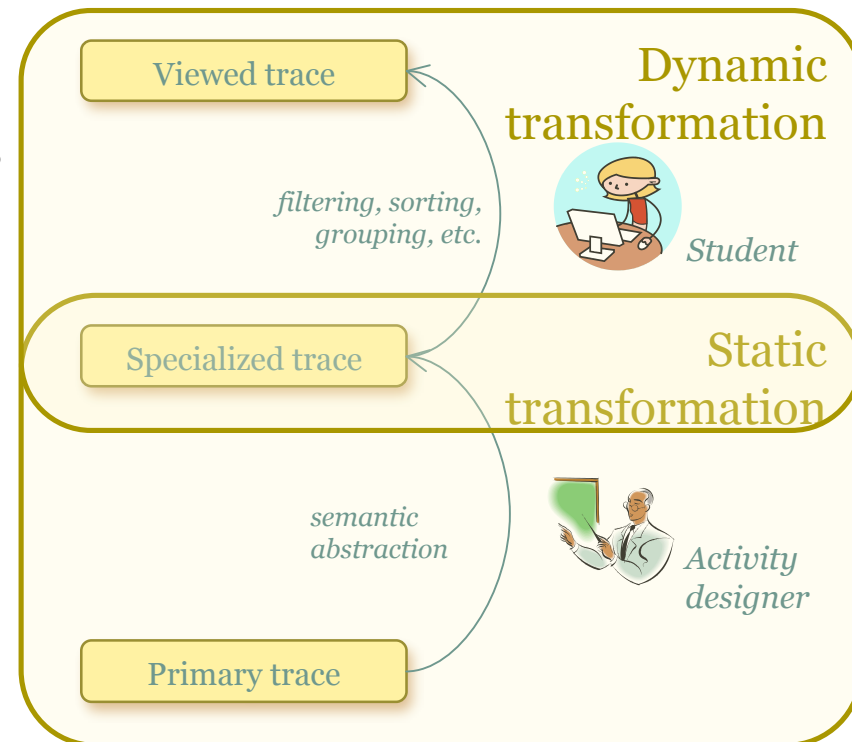 Viewed trace
Dynamic
transformation
filtering, sorting,
grouping, etc.
Student
Specialized trace
Static
transformation
semantic
abstraction
Activity
designer
Primary trace